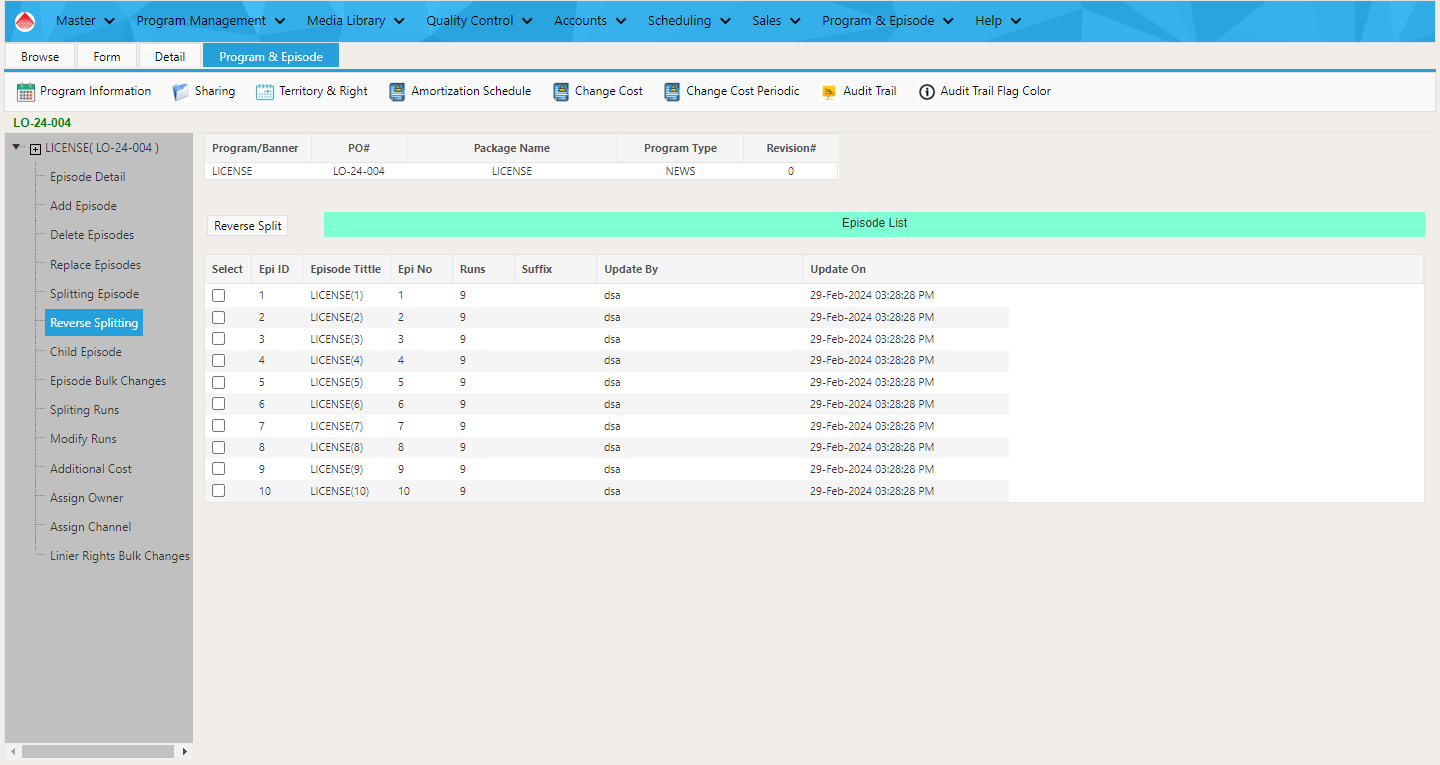 Master Program Management Media Library Quality Control Accounts Scheduling Sales Program & Episode Help
Browse Form Detail Program & Episode
Program Information Sharing Territory & Right Amortization Schedule Change Cost Change Cost Periodic Audit Trail Audit Trail Flag Color
LO-24-004
LICENSE( LO-24-004 )
Episode Detail
Add Episode
Delete Episodes
Replace Episodes
Splitting Episode
Reverse Splitting
Child Episode
Episode Bulk Changes
Spliting Runs
Modify Runs
Additional Cost
Assign Owner
Assign Channel
Linier Rights Bulk Changes
Program/Banner PO# Package Name Program Type Revision#
LICENSE LO-24-004 LICENSE NEWS 0
Reverse Split Episode List
Select Epi ID Episode Tittle Epi No Runs Suffix Update By Update On
1 LICENSE(1) 1 9 dsa 29-Feb-2024 03:28:28 PM
2 LICENSE(2) 2 9 dsa 29-Feb-2024 03:28:28 PM
3 LICENSE(3) 3 9 dsa 29-Feb-2024 03:28:28 PM
4 LICENSE(4) 4 9 dsa 29-Feb-2024 03:28:28 PM
5 LICENSE(5) 5 9 dsa 29-Feb-2024 03:28:28 PM
6 LICENSE(6) 6 9 dsa 29-Feb-2024 03:28:28 PM
7 LICENSE(7) 7 9 dsa 29-Feb-2024 03:28:28 PM
8 LICENSE(8) 8 9 dsa 29-Feb-2024 03:28:28 PM
9 LICENSE(9) 9 9 dsa 29-Feb-2024 03:28:28 PM
10 LICENSE(10) 10 9 dsa 29-Feb-2024 03:28:28 PM